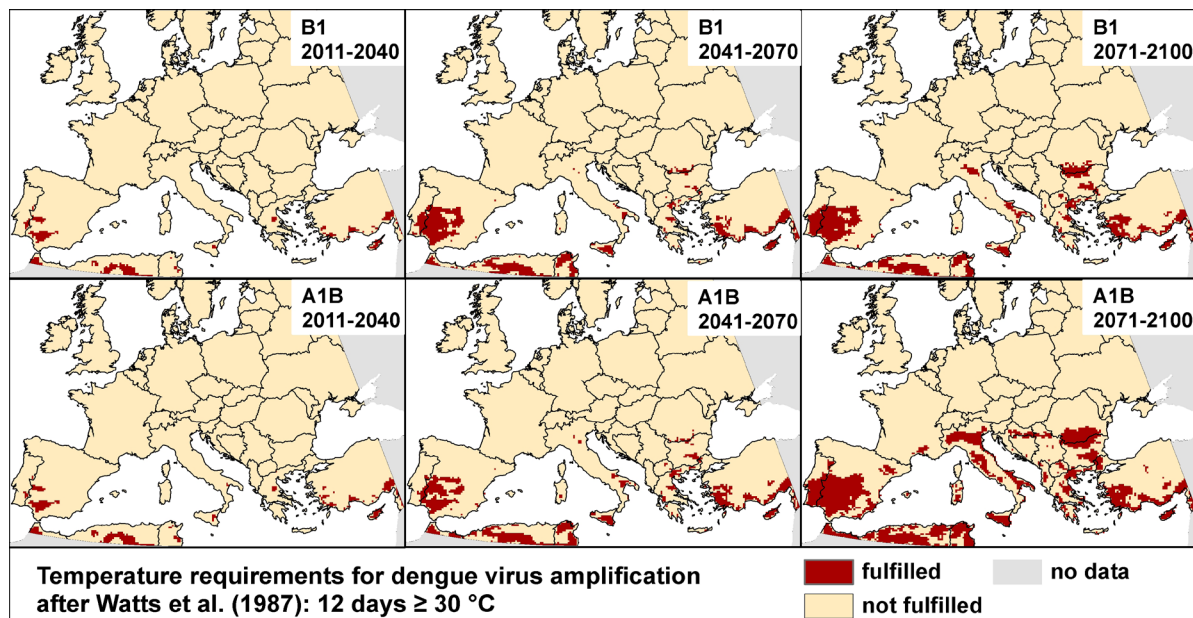 B1
2011-2040
B1
2041-2070
B1
2071-2100
A1B
2011-2040
A1B
2041-2070
A1B
2071-2100
Temperature requirements for dengue virus amplification
after Watts et al. (1987): 12 days ≥ 30 °C
fulfilled
no data
not fulfilled